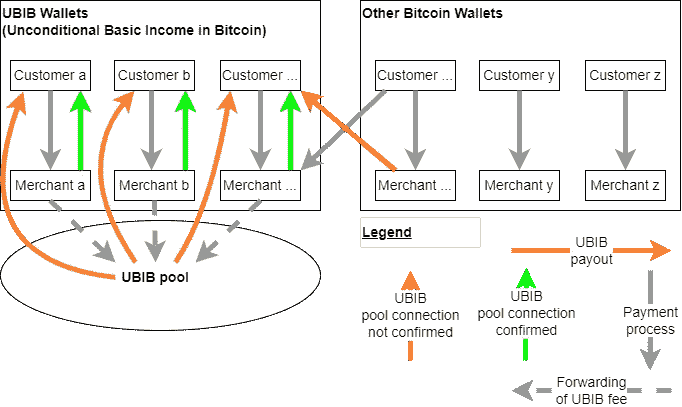 UBIB Wallets
(Unconditional Basic Income in Bitcoin)
Other Bitcoin Wallets
Customer a
Customer b
Customer ...
Customer ...
Customer y
Customer z
Merchant a
Merchant b
Merchant ...
Merchant ...
Merchant y
Merchant z
UBIB pool
Legend
UBIB
payout
UBIB
pool connection
not confirmed
UBIB
pool connection
confirmed
Payment
process
Forwarding
of UBIB fee